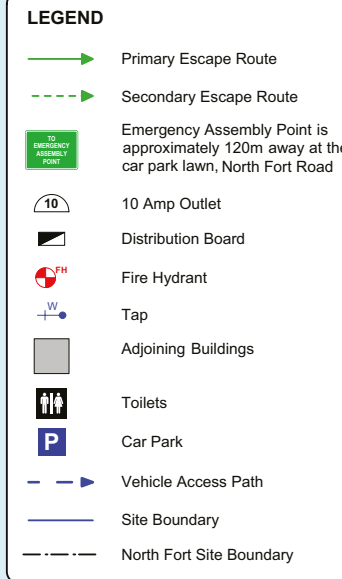 LEGEND
Primary Escape Route
Secondary Escape Route
TO
EMERGENCY
ASSEMBLY
POINT
Emergency Assembly Point is
approximately 120m away at the
car park lawn, North Fort Road
10
10 Amp Outlet
Distribution Board
FH
Fire Hydrant
W
Tap
Adjoining Buildings
Toilets
P
Car Park
Vehicle Access Path
Site Boundary
North Fort Site Boundary